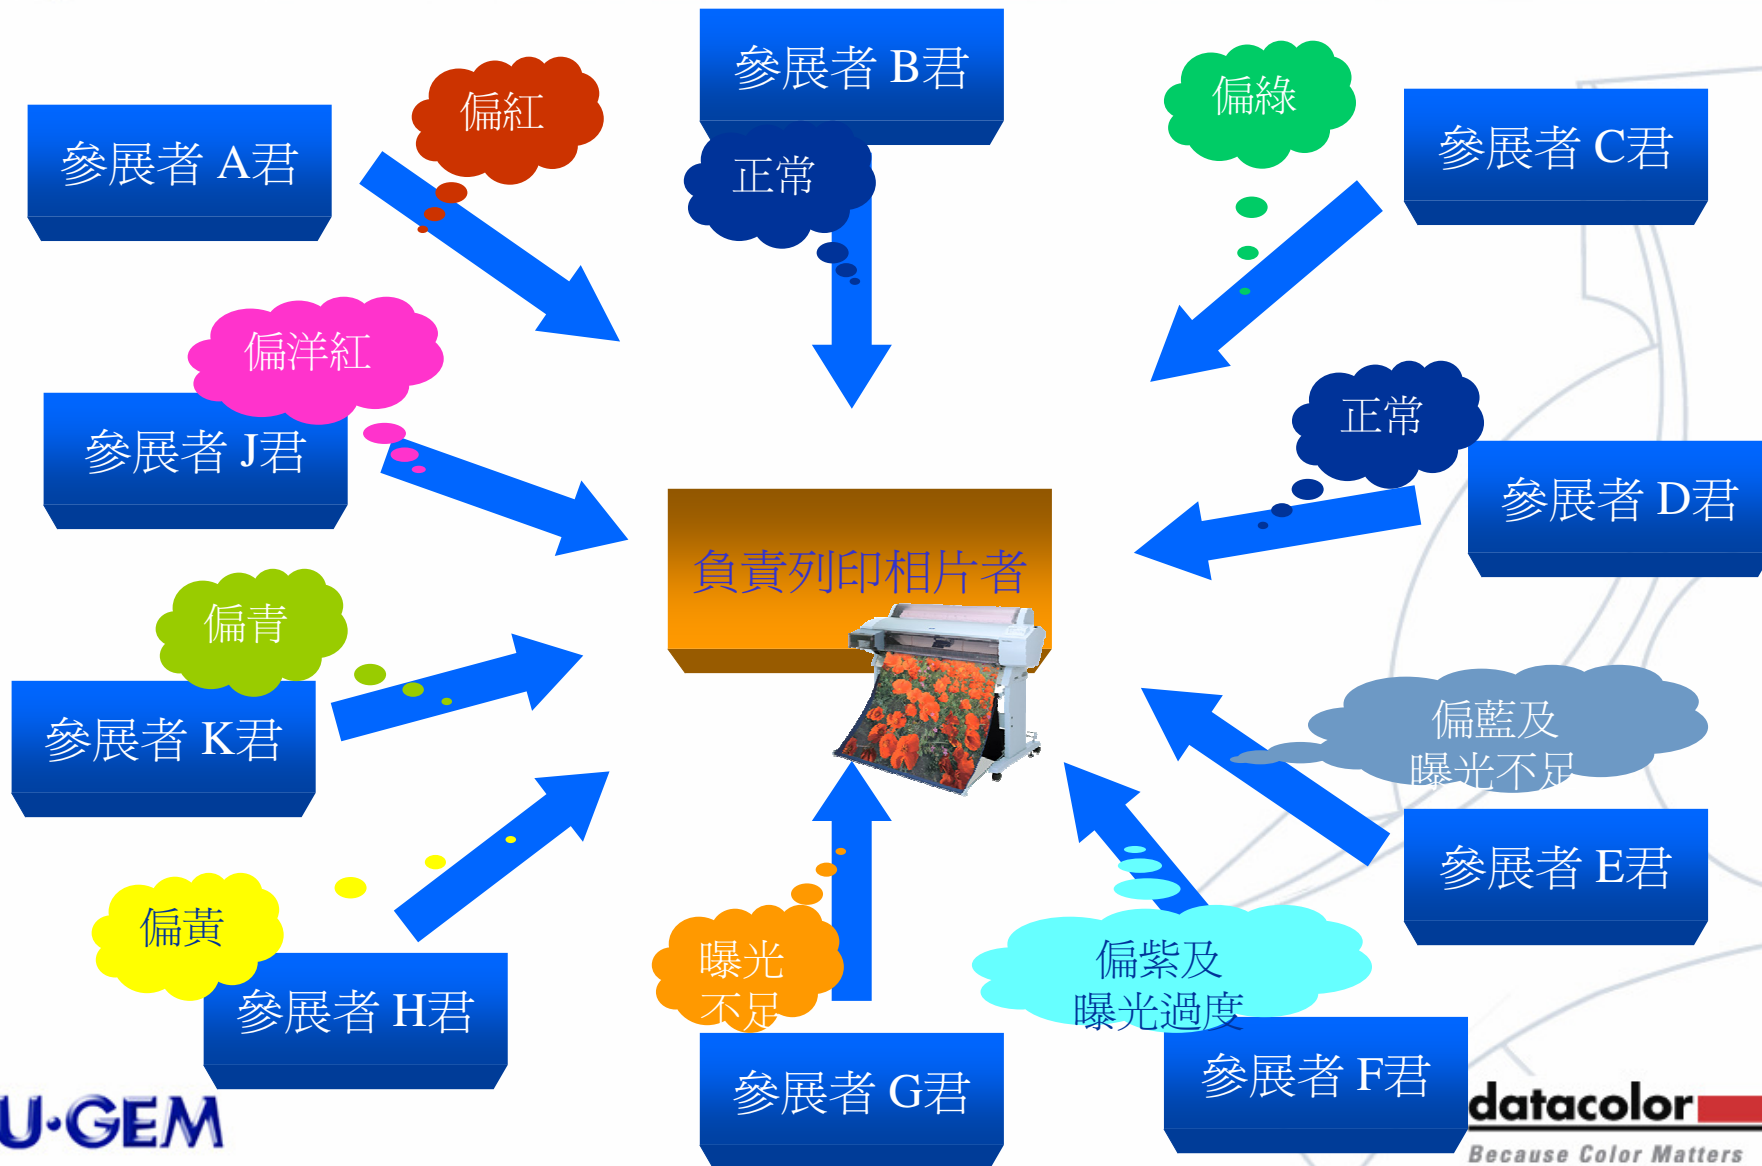 參展者 B君
偏紅
偏綠
參展者 A君
正常
參展者 C君
偏洋紅
正常
參展者 J君
參展者 D君
負責列印相片者
偏青
參展者 K君
偏藍及
曝光不足
參展者 E君
偏黃
曝光
不足
偏紫及
曝光過度
參展者 H君
參展者 G君
參展者 F君
U·GEM
datacolor
Because Color Matters